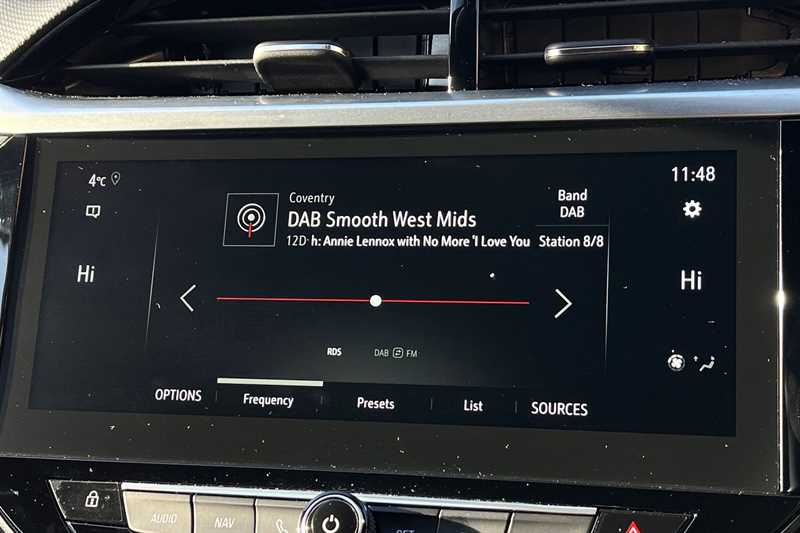 4°C
11:48
Coventry
DAB Smooth West Mids
12D h: Annie Lennox with No More 'I Love You
Band
DAB
Station 8/8
Hi
Hi
RDS
DAB FM
OPTIONS
Frequency
Presets
List
SOURCES
AUDIO
NAV